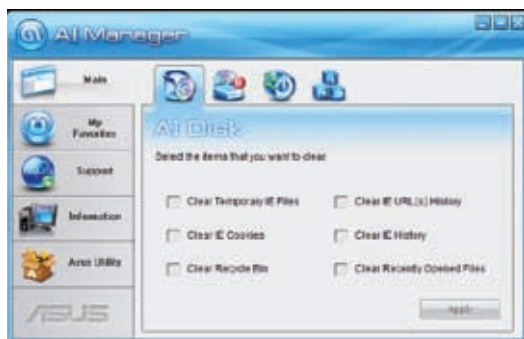 AI Manager
Main
My
Favorites
Support
Information
Asus Utility
ASUS
AI Disk
Select the items that you want to clear
Clear Temporary IE Files
Clear IE URL(s) History
Clear IE Cookies
Clear IE History
Clear Recycle Bin
Clear Recently Opened Files
Apply